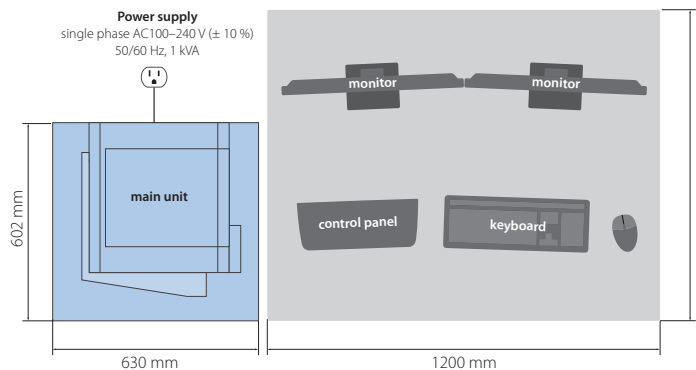 Power supply
single phase AC100–240 V (± 10 %)
50/60 Hz, 1 kVA
monitor
monitor
main unit
control panel
keyboard
602 mm
630 mm
1200 mm